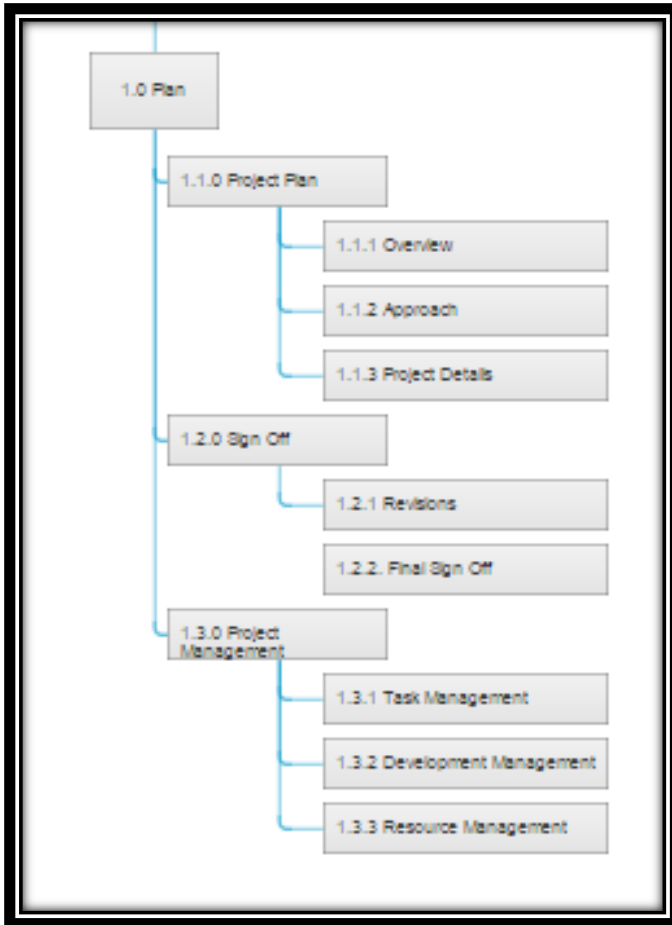 1.0 Plan
1.1.0 Project Plan
1.1.1 Overview
1.1.2 Approach
1.1.3 Project Details
1.2.0 Sign Off
1.2.1 Revisions
1.2.2. Final Sign Off
1.3.0 Project
Management
1.3.1 Task Management
1.3.2 Development Management
1.3.3 Resource Management